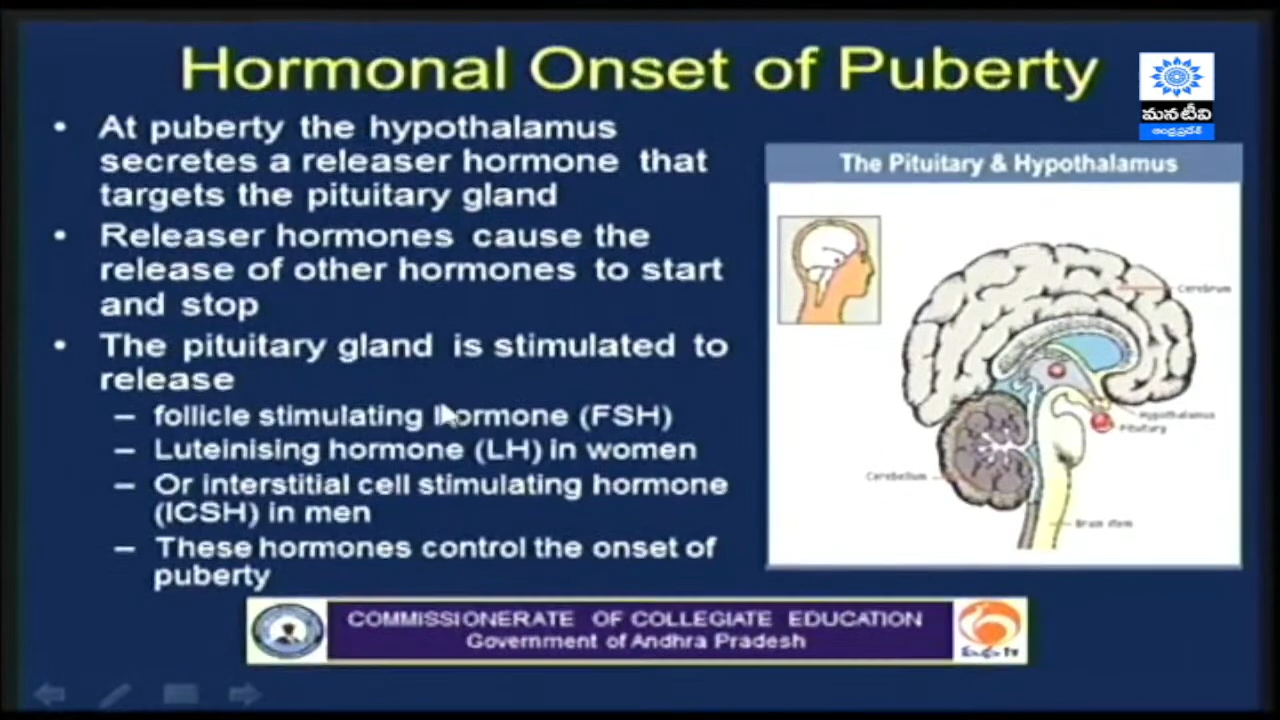 Hormonal Onset of Puberty
మనటీవి
ఆంధ్రప్రదేశ్
• At puberty the hypothalamus
secretes a releaser hormone that
targets the pituitary gland
• Releaser hormones cause the
release of other hormones to start
and stop
• The pituitary gland is stimulated to
release
– follicle stimulating hormone (FSH)
– Luteinising hormone (LH) in women
– Or interstitial cell stimulating hormone
(ICSH) in men
– These hormones control the onset of
puberty
The Pituitary & Hypothalamus
Cerebrum
Hypothalamus
Pituitary
Cerebellum
Brain stem
COMMISSIONERATE OF COLLEGIATE EDUCATION
Government of Andhra Pradesh